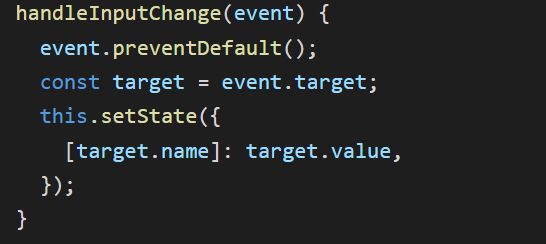 handleInputChange(event) {
  event.preventDefault();
  const target = event.target;
  this.setState({
    [target.name]: target.value,
  });
}